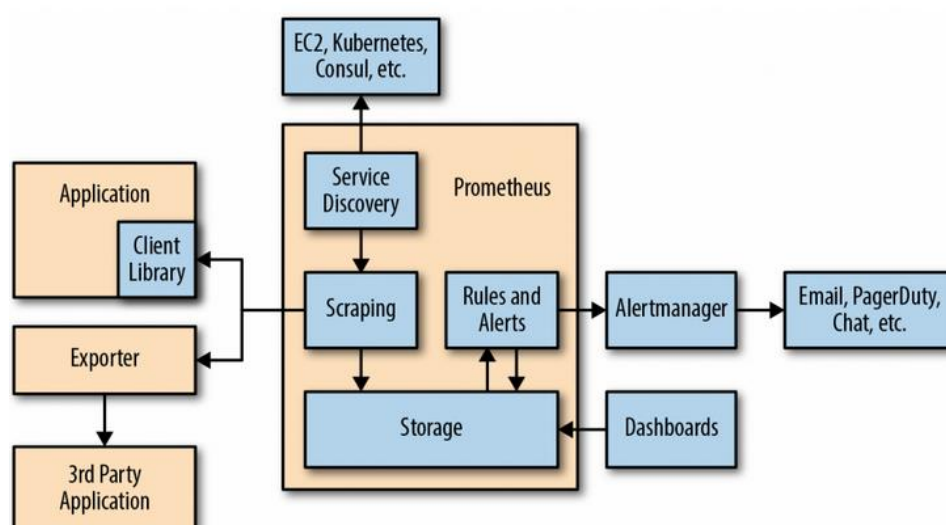 EC2, Kubernetes,
Consul, etc.
Application
Client
Library
Service
Discovery
Prometheus
Scraping
Rules and
Alerts
Alertmanager
Email, PagerDuty,
Chat, etc.
Exporter
Storage
Dashboards
3rd Party
Application